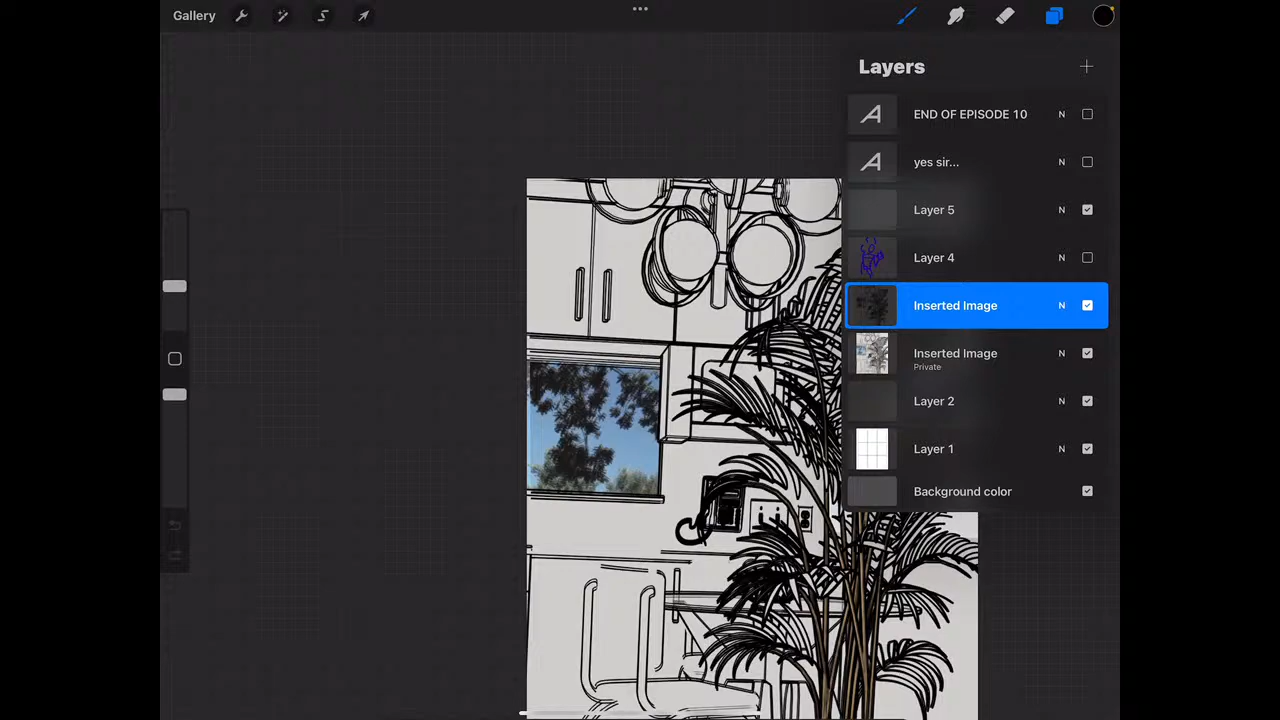 Gallery
Layers
END OF EPISODE 10 N
yes sir... N
Layer 5 N
Layer 4 N
Inserted Image N
Inserted Image N
Private
Layer 2 N
Layer 1 N
Background color